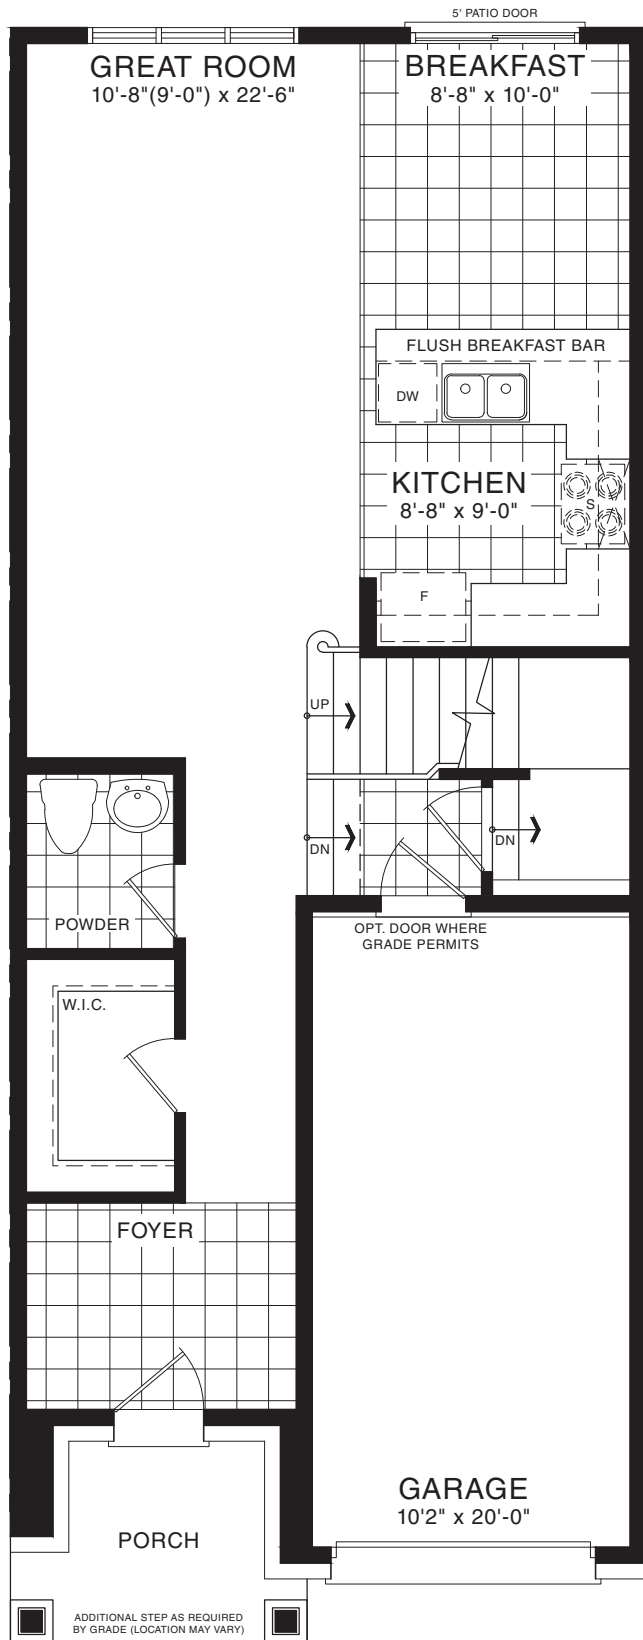 5' PATIO DOOR
GREAT ROOM
10'-8"(9'-0") x 22'-6"
BREAKFAST
8'-8" x 10'-0"
FLUSH BREAKFAST BAR
DW
KITCHEN
8'-8" x 9'-0"
S
F
UP
DN
DN
POWDER
OPT. DOOR WHERE
GRADE PERMITS
W.I.C.
FOYER
GARAGE
10'2" x 20'-0"
PORCH
ADDITIONAL STEP AS REQUIRED
BY GRADE (LOCATION MAY VARY)